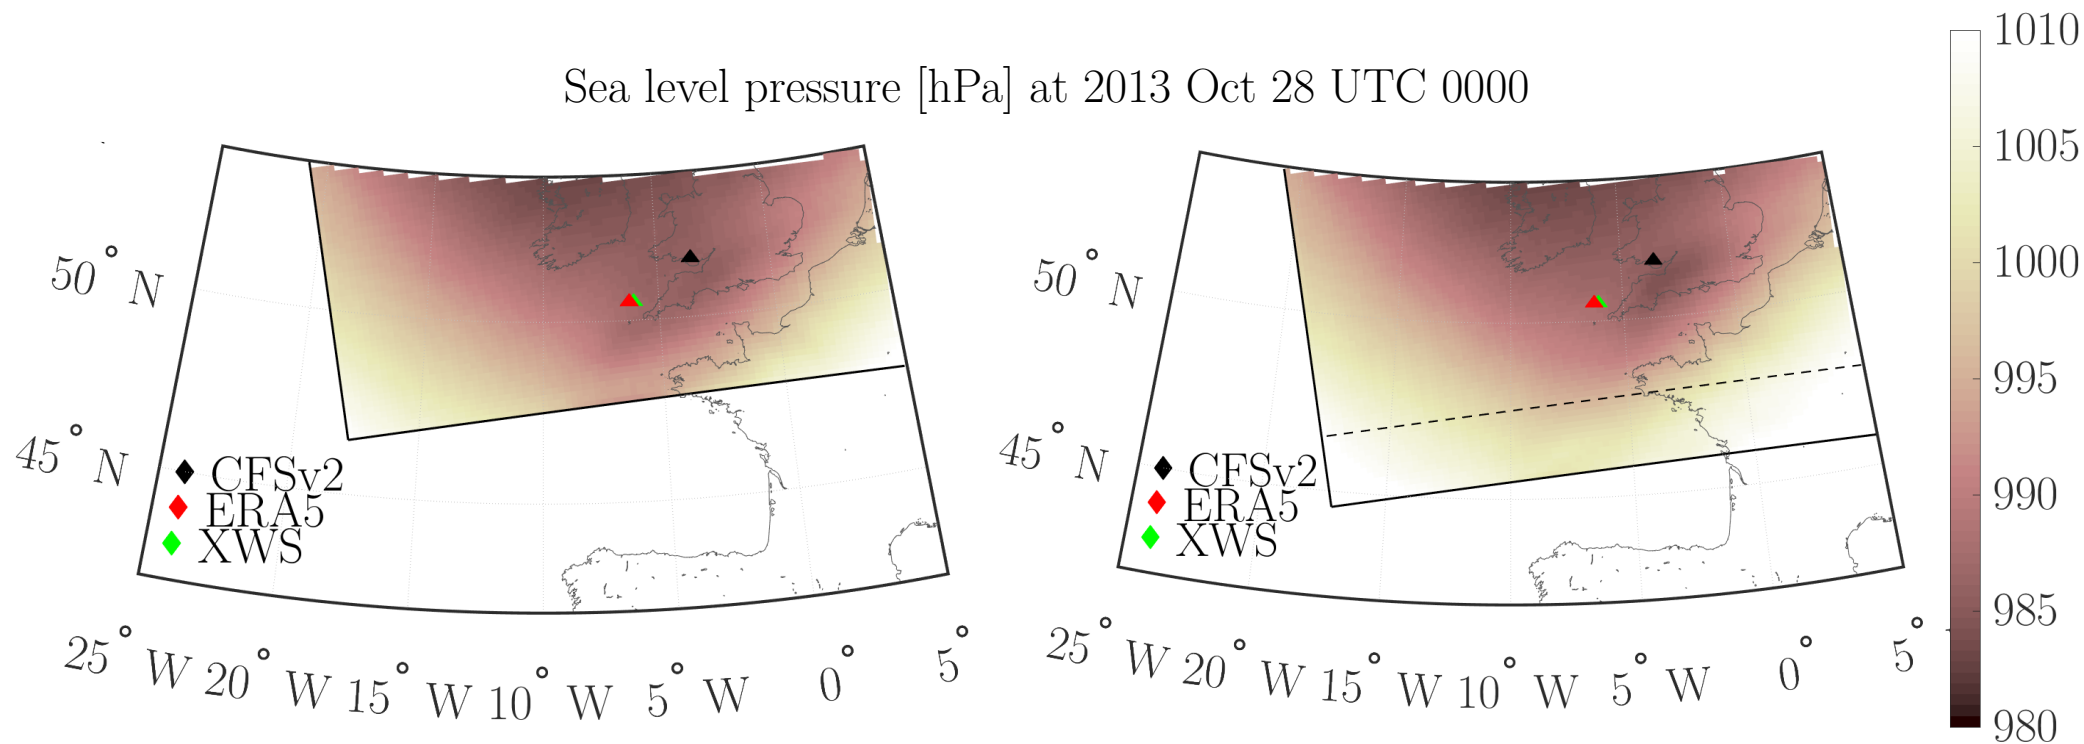 Sea level pressure [hPa] at 2013 Oct 28 UTC 0000
50° N
45° N
CFSv2
ERA5
XWS
25° W 20° W 15° W 10° W 5° W 0° 5°
50° N
45° N
CFSv2
ERA5
XWS
25° W 20° W 15° W 10° W 5° W 0° 5°
1010
1005
1000
995
990
985
980